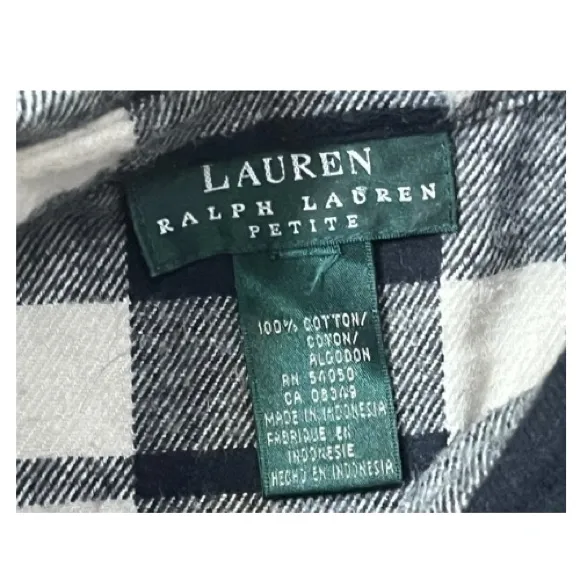 LAUREN
RALPH LAUREN
PETITE
100% COTTON/
COTON/
ALGODON
RN 54050
CA 08349
MADE IN INDONESIA
FABRIQUE EN
INDONESIE
HECHO EN INDONESIA